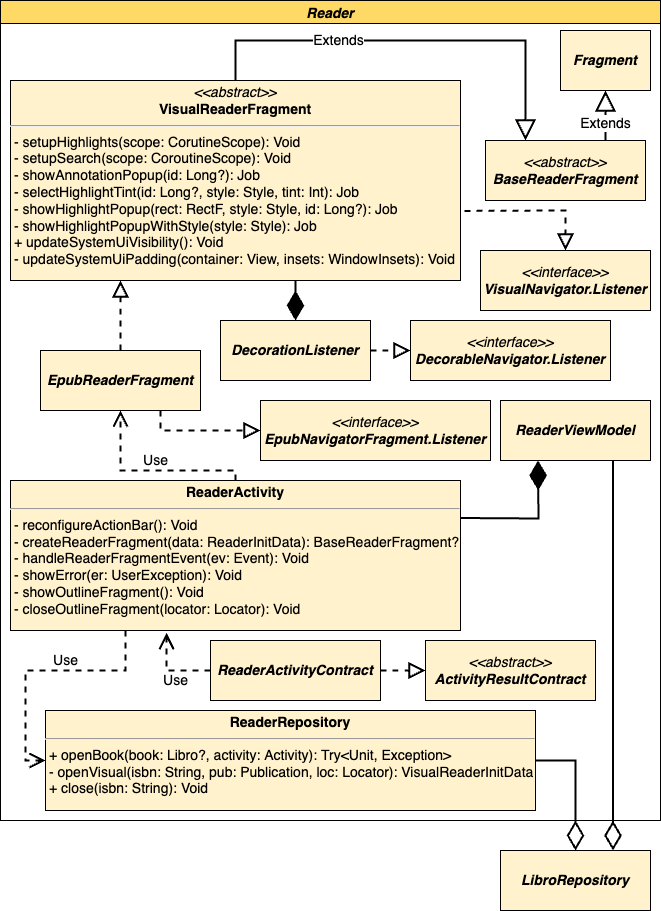 Reader
Extends
Fragment
<<abstract>>
VisualReaderFragment
Extends
- setupHighlights(scope: CorutineScope): Void
- setupSearch(scope: CoroutineScope): Void
- showAnnotationPopup(id: Long?): Job
- selectHighlightTint(id: Long?, style: Style, tint: Int): Job
- showHighlightPopup(rect: RectF, style: Style, id: Long?): Job
- showHighlightPopupWithStyle(style: Style): Job
+ updateSystemUiVisibility(): Void
- updateSystemUiPadding(container: View, insets: WindowInsets): Void
<<abstract>>
BaseReaderFragment
<<interface>>
VisualNavigator.Listener
DecorationListener
<<interface>>
DecorableNavigator.Listener
EpubReaderFragment
<<interface>>
EpubNavigatorFragment.Listener
ReaderViewModel
Use
ReaderActivity
- reconfigureActionBar(): Void
- createReaderFragment(data: ReaderInitData): BaseReaderFragment?
- handleReaderFragmentEvent(ev: Event): Void
- showError(er: UserException): Void
- showOutlineFragment(): Void
- closeOutlineFragment(locator: Locator): Void
Use
Use
ReaderActivityContract
<<abstract>>
ActivityResultContract
ReaderRepository
+ openBook(book: Libro?, activity: Activity): Try<Unit, Exception>
- openVisual(isbn: String, pub: Publication, loc: Locator): VisualReaderInitData
+ close(isbn: String): Void
LibroRepository